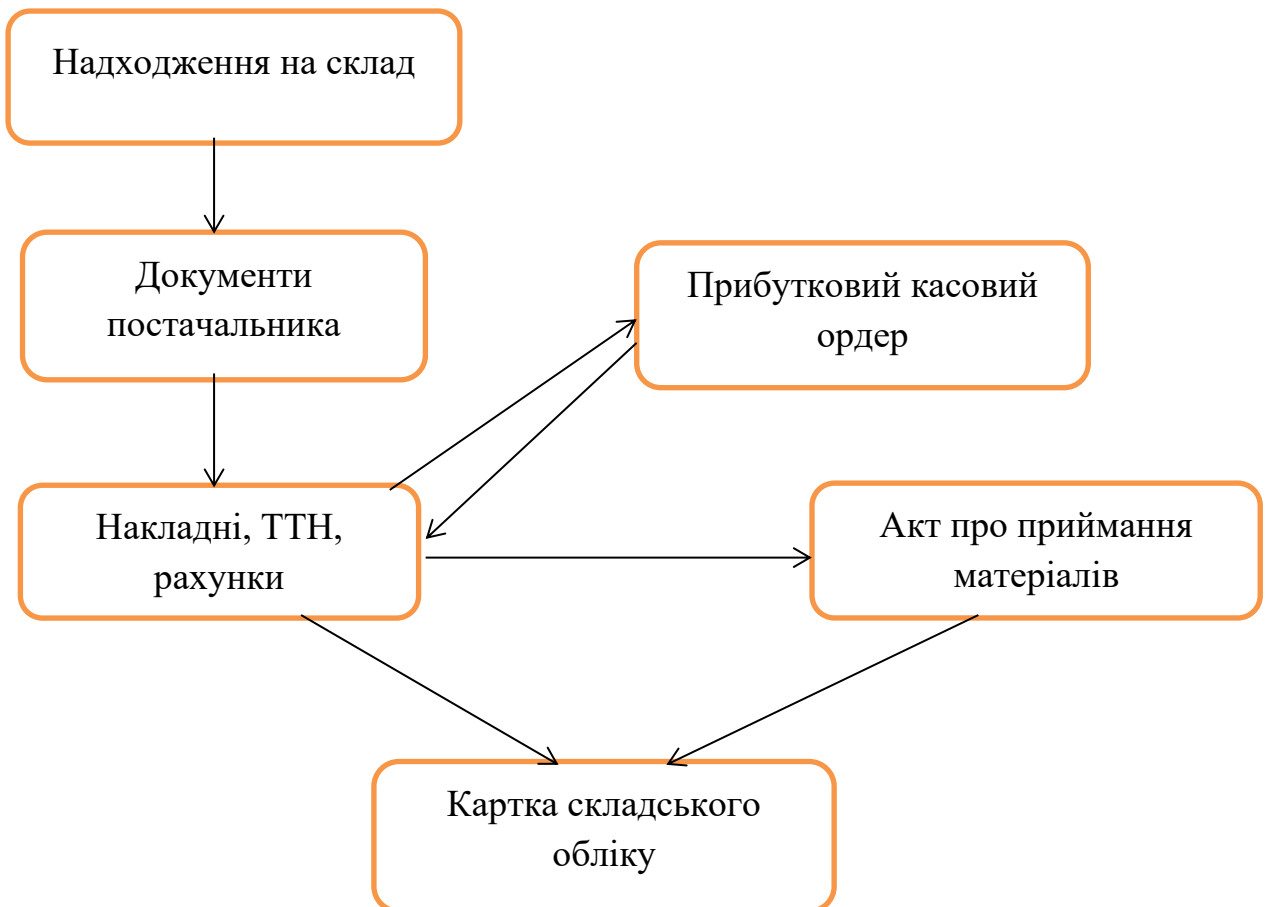 Надходження на склад
Документи
постачальника
Прибутковий касовий
ордер
Накладні, ТТН,
рахунки
Акт про приймання
матеріалів
Картка складського
обліку